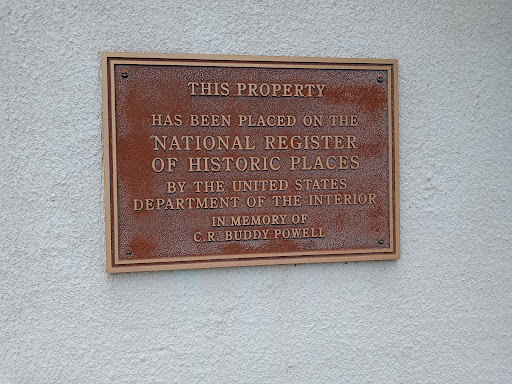 THIS PROPERTY
HAS BEEN PLACED ON THE
NATIONAL REGISTER
OF HISTORIC PLACES
BY THE UNITED STATES
DEPARTMENT OF THE INTERIOR
IN MEMORY OF
C.R. BUDDY POWELL